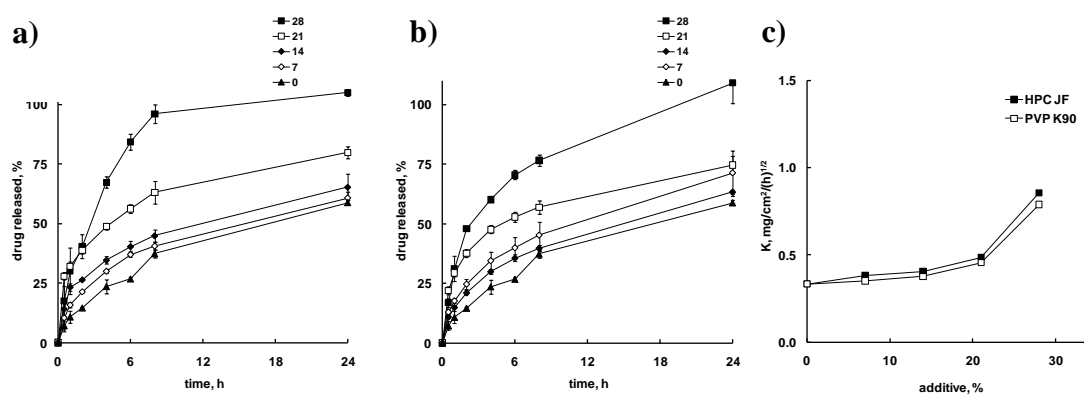 a)
28
21
14
7
0
100
75
50
25
0
drug released, %
0 6 12 18 24
time, h
b)
28
21
14
7
0
100
75
50
25
0
drug released, %
0 6 12 18 24
time, h
c)
HPC JF
PVP K90
1.5
1.0
0.5
0.0
K, mg/cm²/(h)¹/²
0 10 20 30
additive, %